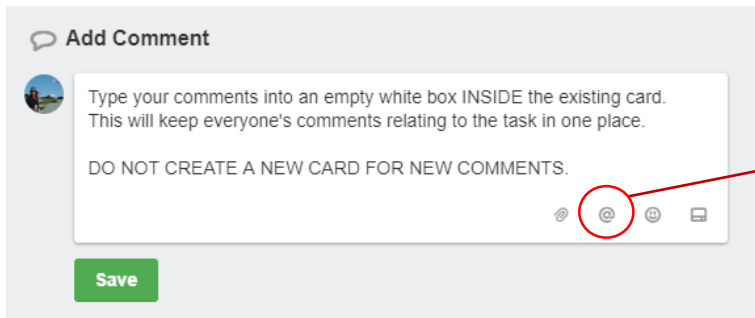 Add Comment
Type your comments into an empty white box INSIDE the existing card.
This will keep everyone's comments relating to the task in one place.
DO NOT CREATE A NEW CARD FOR NEW COMMENTS.
@
Save